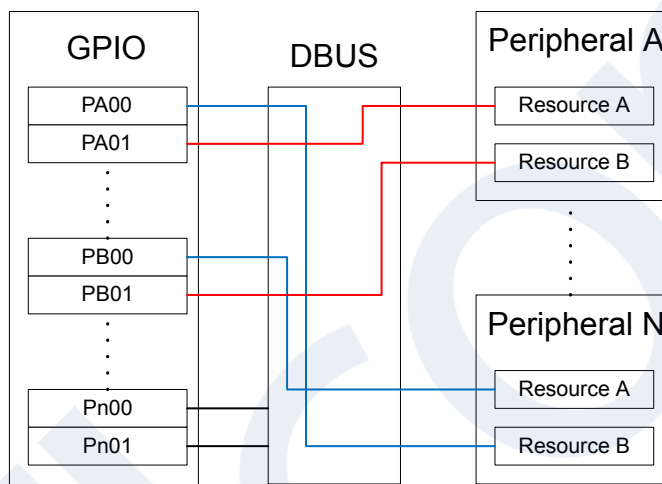 GPIO
DBUS
Peripheral A
PA00
PA01
PB00
PB01
Pn00
Pn01
Resource A
Resource B
Peripheral N
Resource A
Resource B